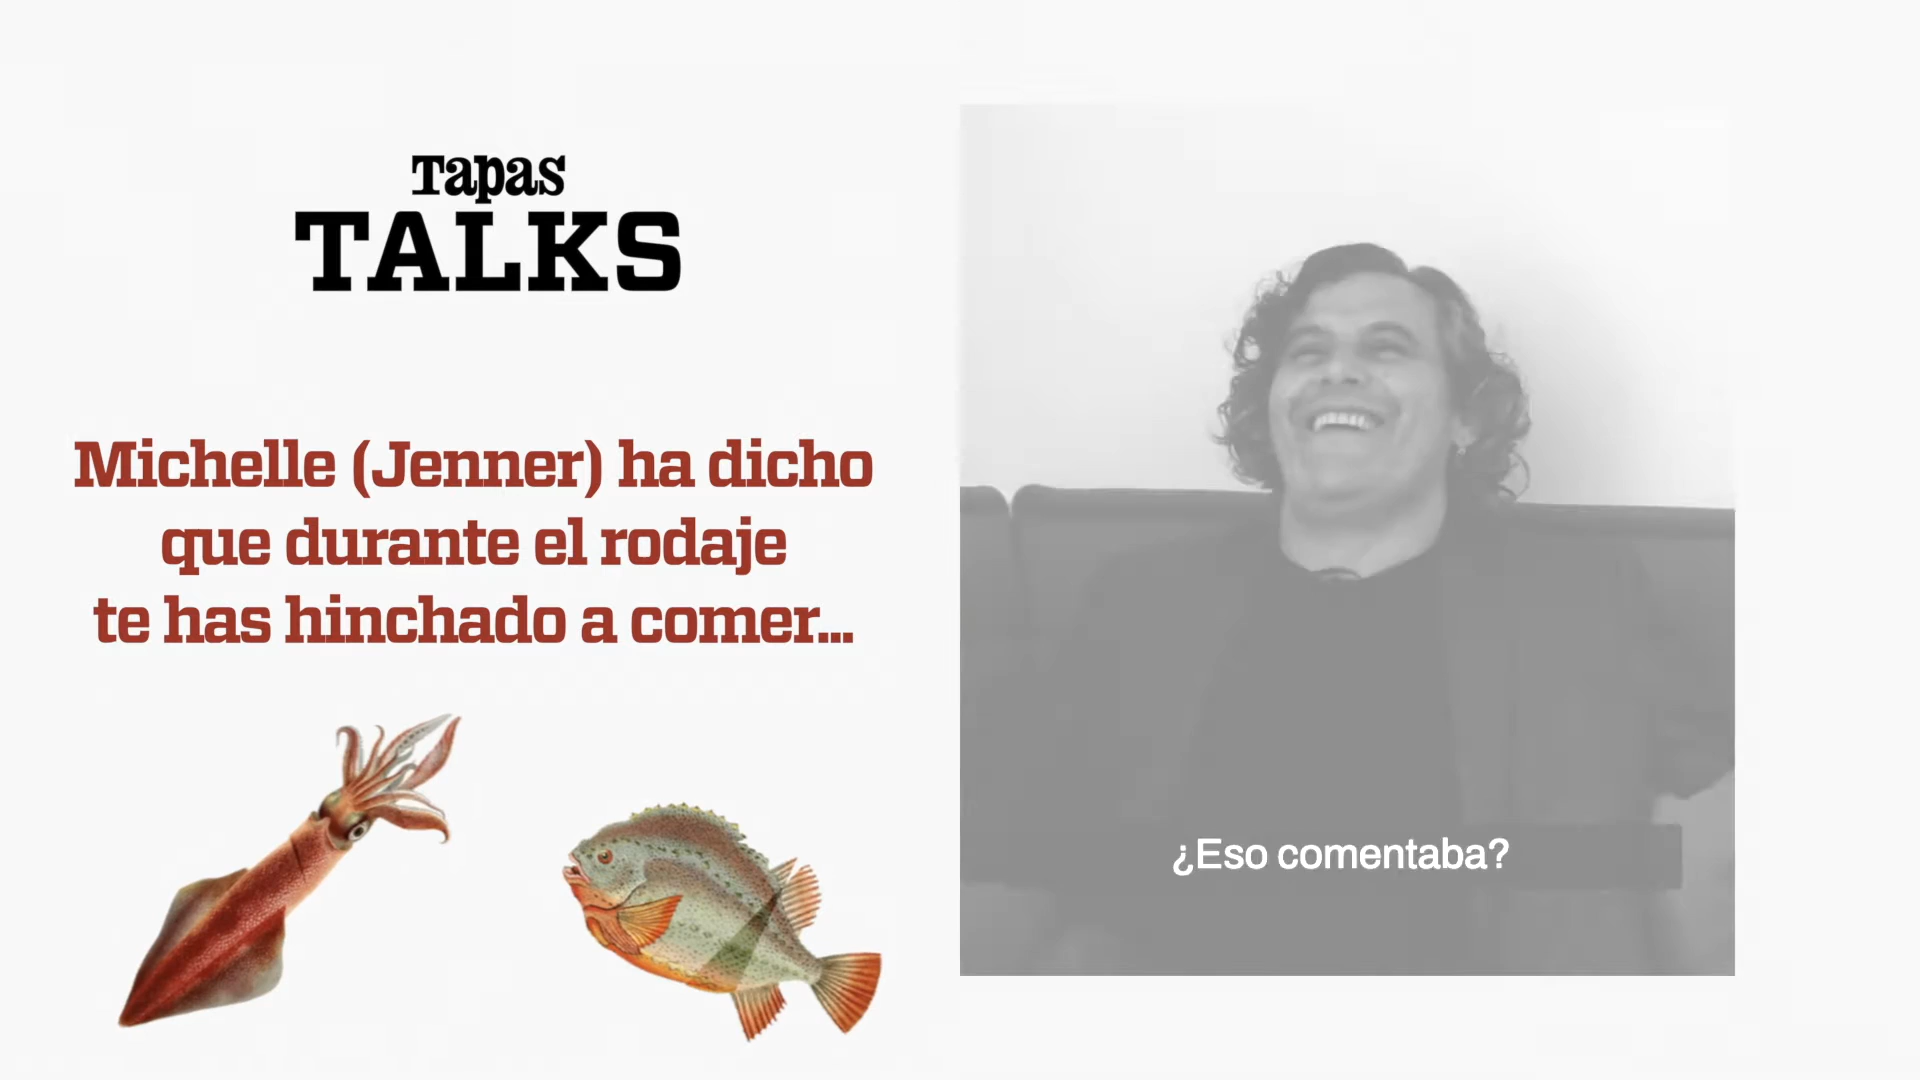 Tapas
TALKS
Michelle (Jenner) ha dicho
que durante el rodaje
te has hinchado a comer...
¿Eso comentaba?